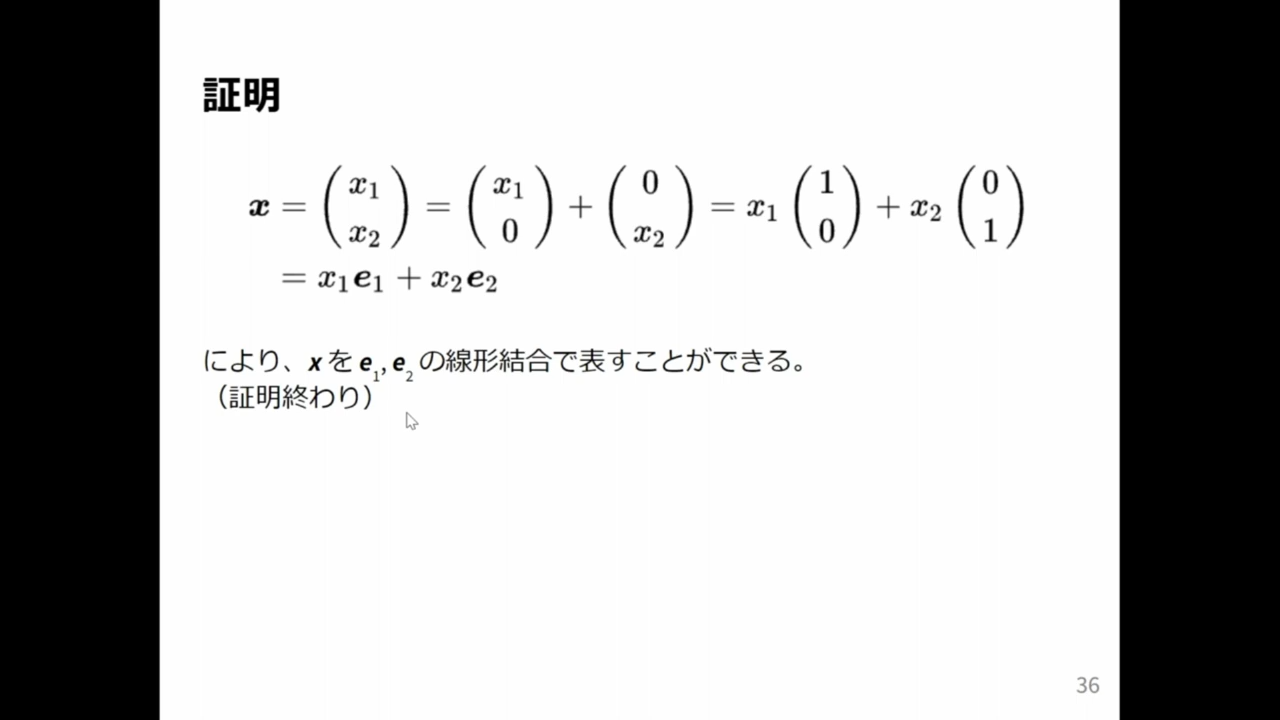 証明
𝒙 = (x₁ x₂) = (x₁ 0) + (0 x₂) = x₁ (1 0) + x₂ (0 1)
= x₁𝒆₁ + x₂𝒆₂
により、x を e₁, e₂ の線形結合で表すことができる。
（証明終わり）
36